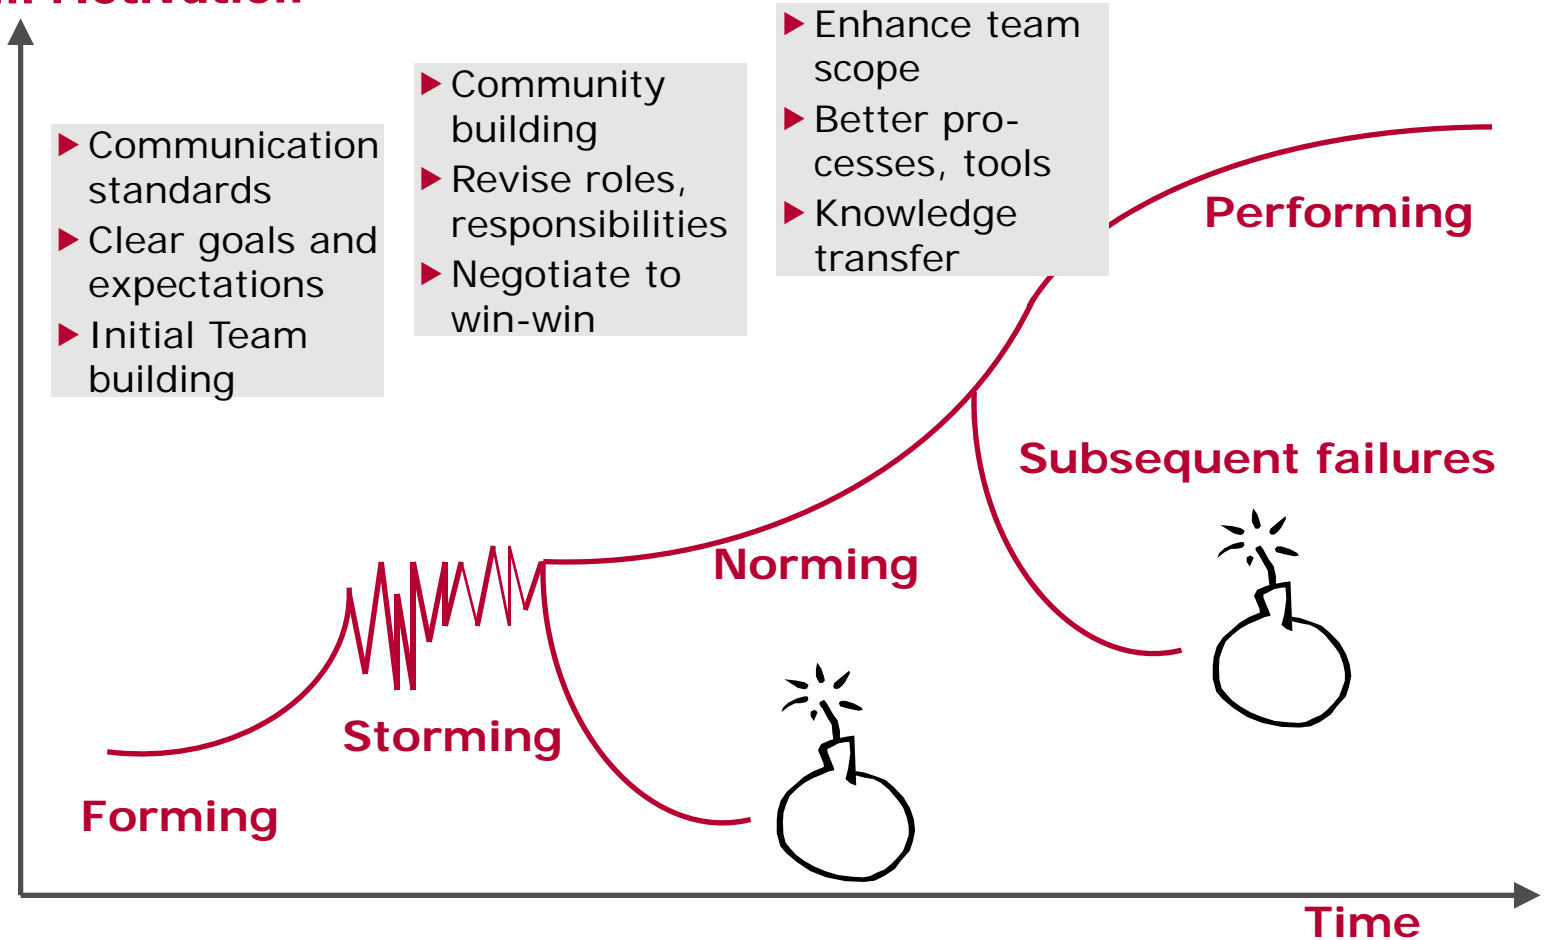 Motivation
Communication
standards
Clear goals and
expectations
Initial Team
building
Community
building
Revise roles,
responsibilities
Negotiate to
win-win
Enhance team
scope
Better pro-
cesses, tools
Knowledge
transfer
Performing
Subsequent failures
Norming
Storming
Forming
Time